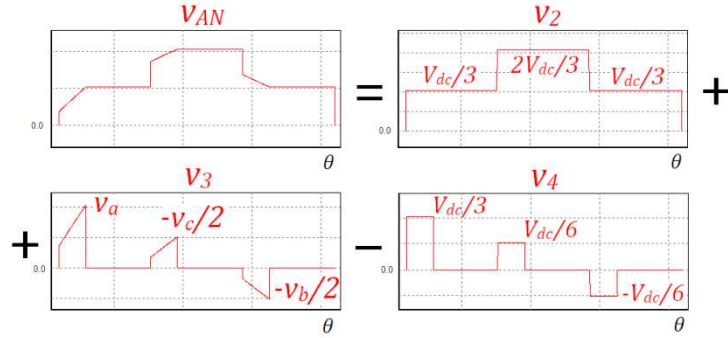 v_AN
=
v_2
+
V_dc/3
2V_dc/3
V_dc/3
0.0
0.0
θ
θ
+
v_3
−
v_4
v_a
-v_c/2
-v_b/2
V_dc/3
V_dc/6
-V_dc/6
0.0
0.0
θ
θ